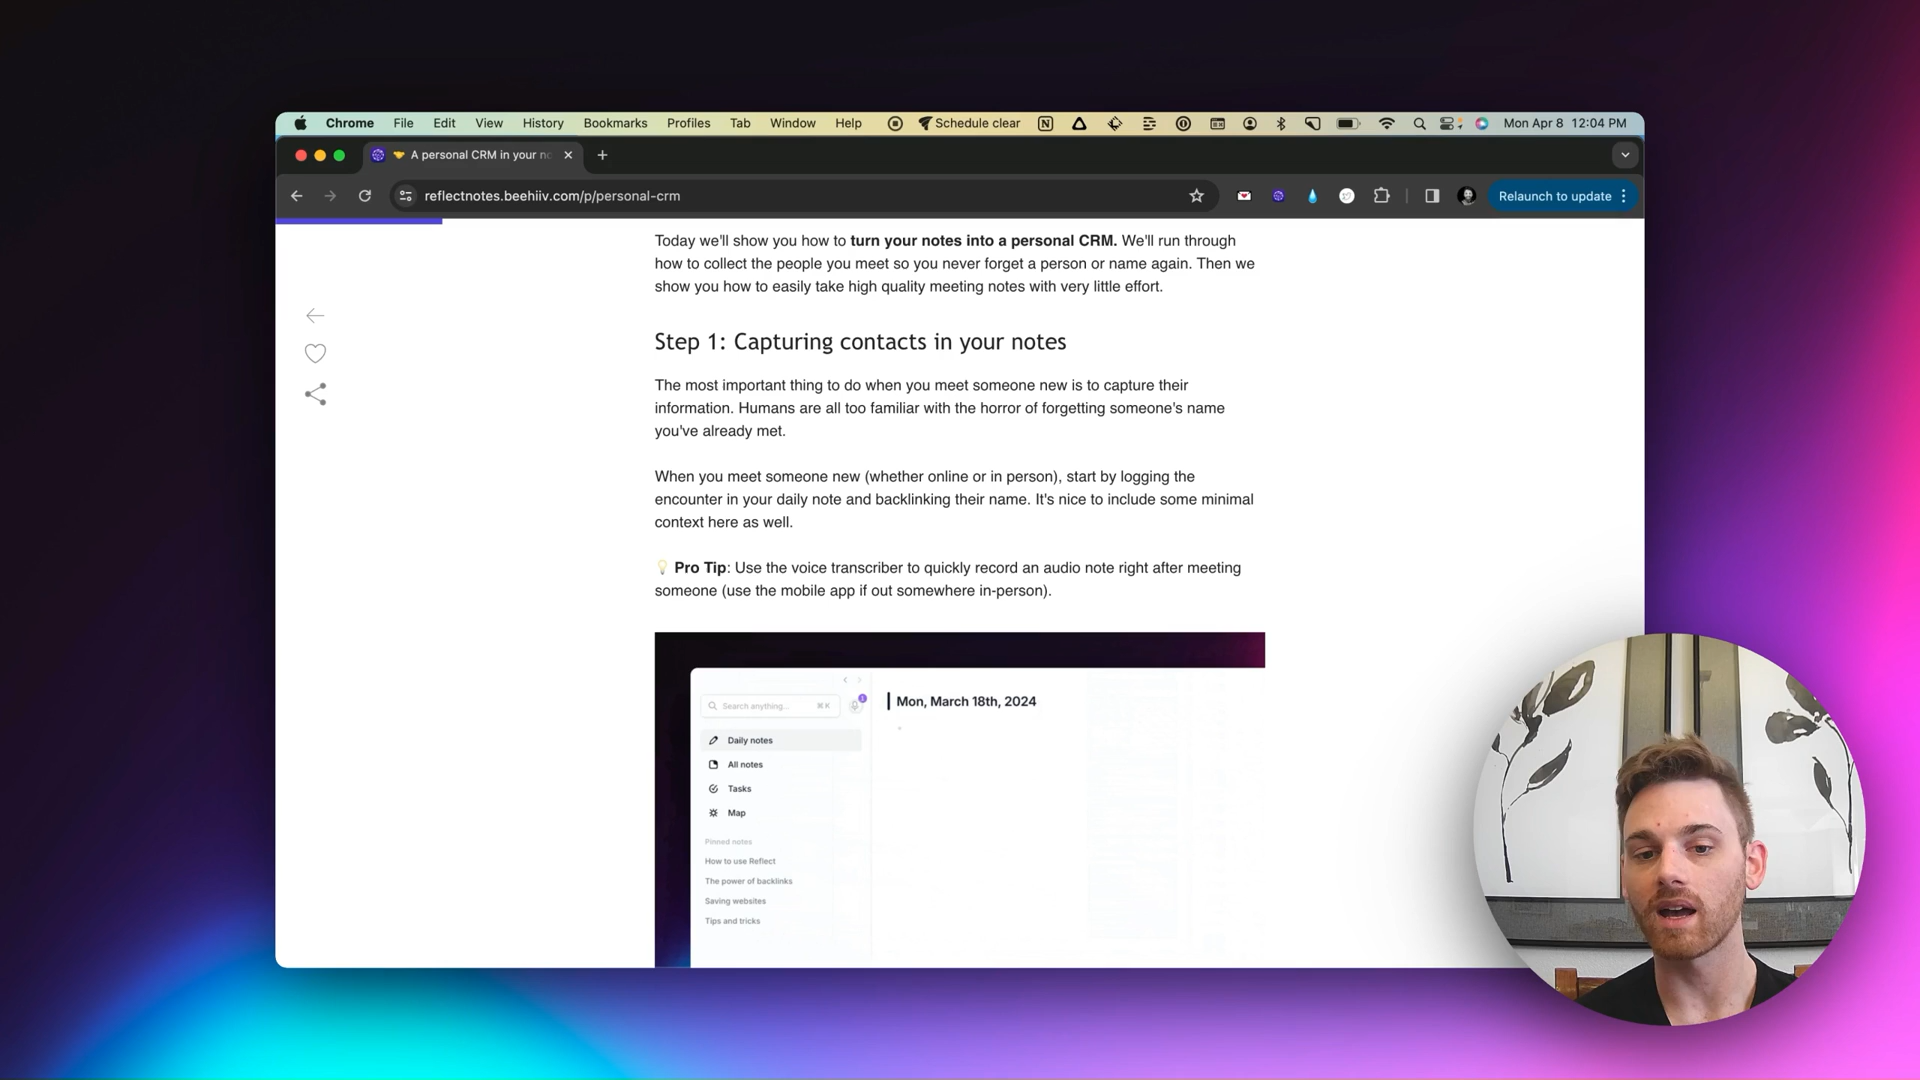 Chrome File Edit View History Bookmarks Profiles Tab Window Help Schedule clear Mon Apr 8 12:04 PM
A personal CRM in your no
reflectnotes.beehiiv.com/p/personal-crm Relaunch to update
Today we'll show you how to turn your notes into a personal CRM. We'll run through
how to collect the people you meet so you never forget a person or name again. Then we
show you how to easily take high quality meeting notes with very little effort.
Step 1: Capturing contacts in your notes
The most important thing to do when you meet someone new is to capture their
information. Humans are all too familiar with the horror of forgetting someone's name
you've already met.
When you meet someone new (whether online or in person), start by logging the
encounter in your daily note and backlinking their name. It's nice to include some minimal
context here as well.
💡 Pro Tip: Use the voice transcriber to quickly record an audio note right after meeting
someone (use the mobile app if out somewhere in-person).
Search anything... ⌘K
Mon, March 18th, 2024
Daily notes
All notes
Tasks
Map
Pinned notes
How to use Reflect
The power of backlinks
Saving websites
Tips and tricks